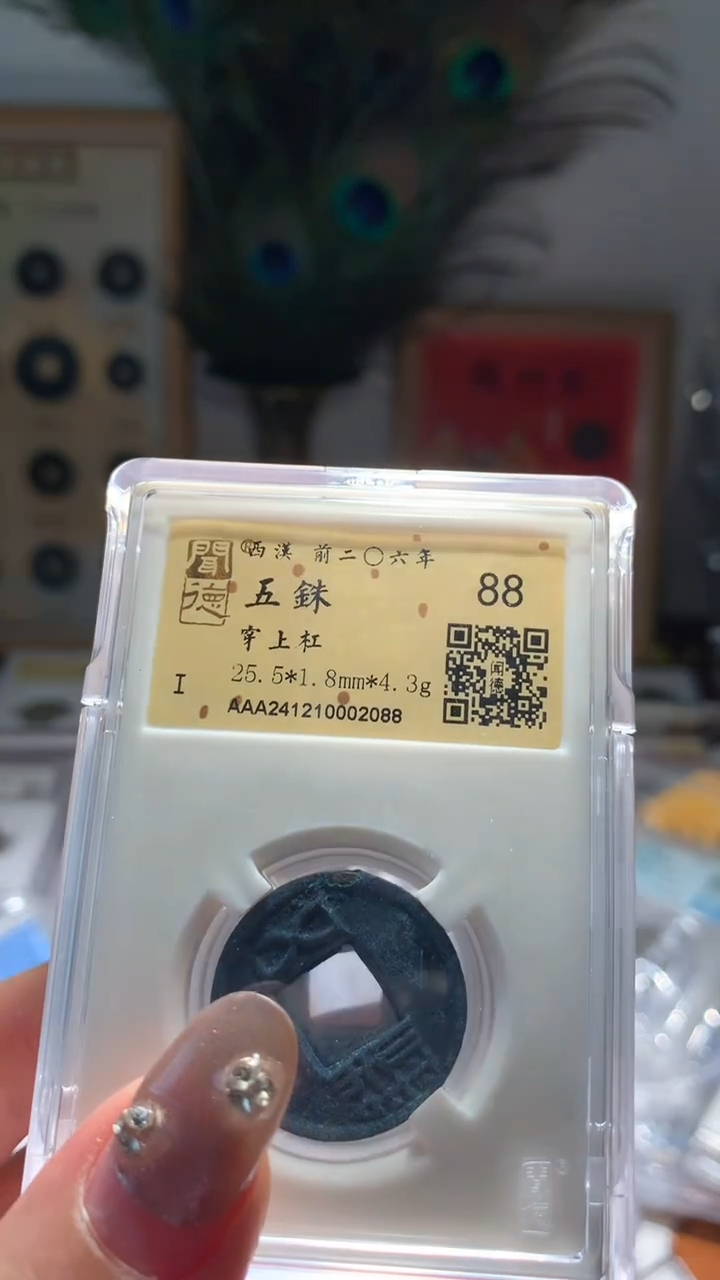 聞德®
西漢 前二〇六年
五銖
88
穿上杠
I
25.5*1.8mm*4.3g
AAA241210002088
闻德